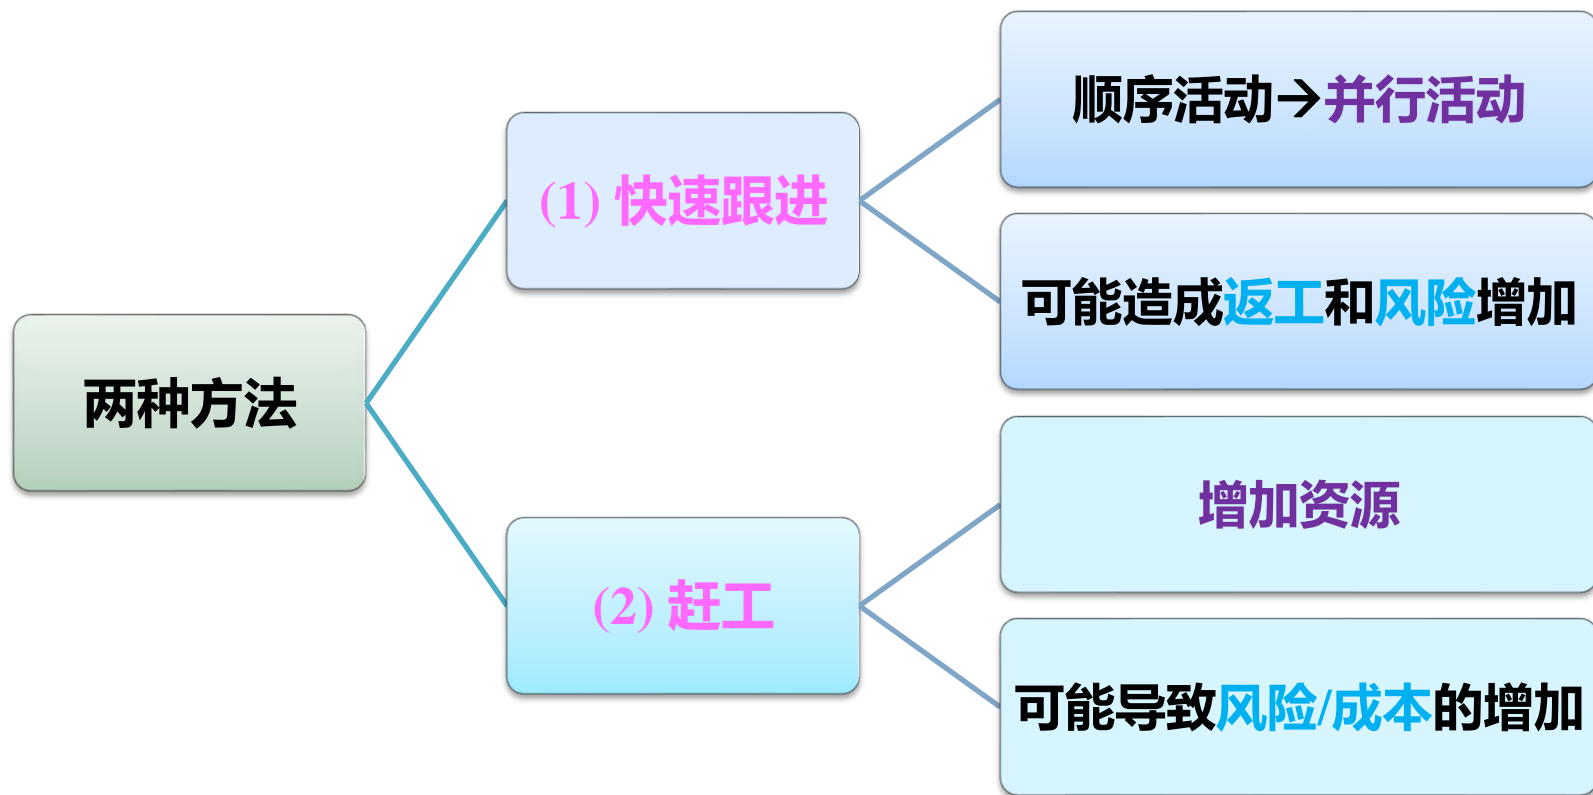 两种方法
(1) 快速跟进
顺序活动→并行活动
可能造成返工和风险增加
(2) 赶工
增加资源
可能导致风险/成本的增加